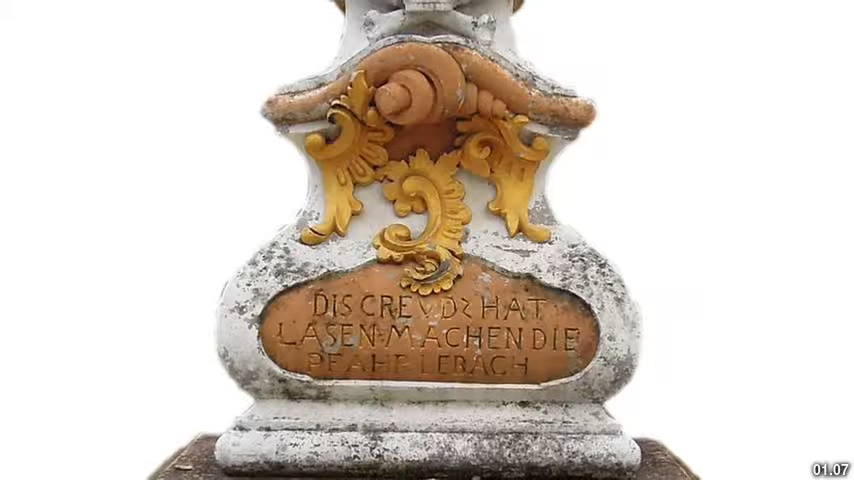 DIS CREVDZ HAT
LASEN MACHEN DIE
PFAHR LEBACH
01.07